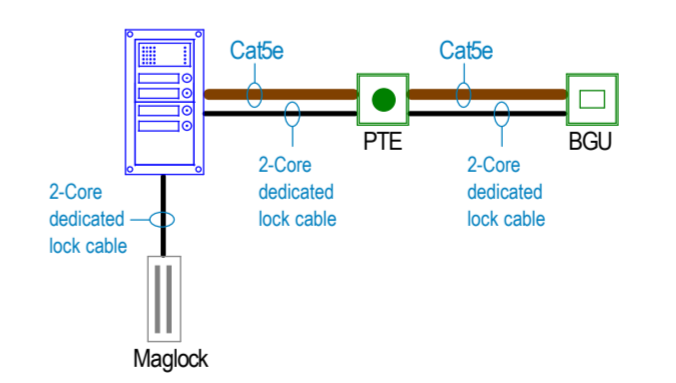 Cat5e
Cat5e
PTE
BGU
2-Core
dedicated
lock cable
2-Core
dedicated
lock cable
2-Core
dedicated
lock cable
Maglock